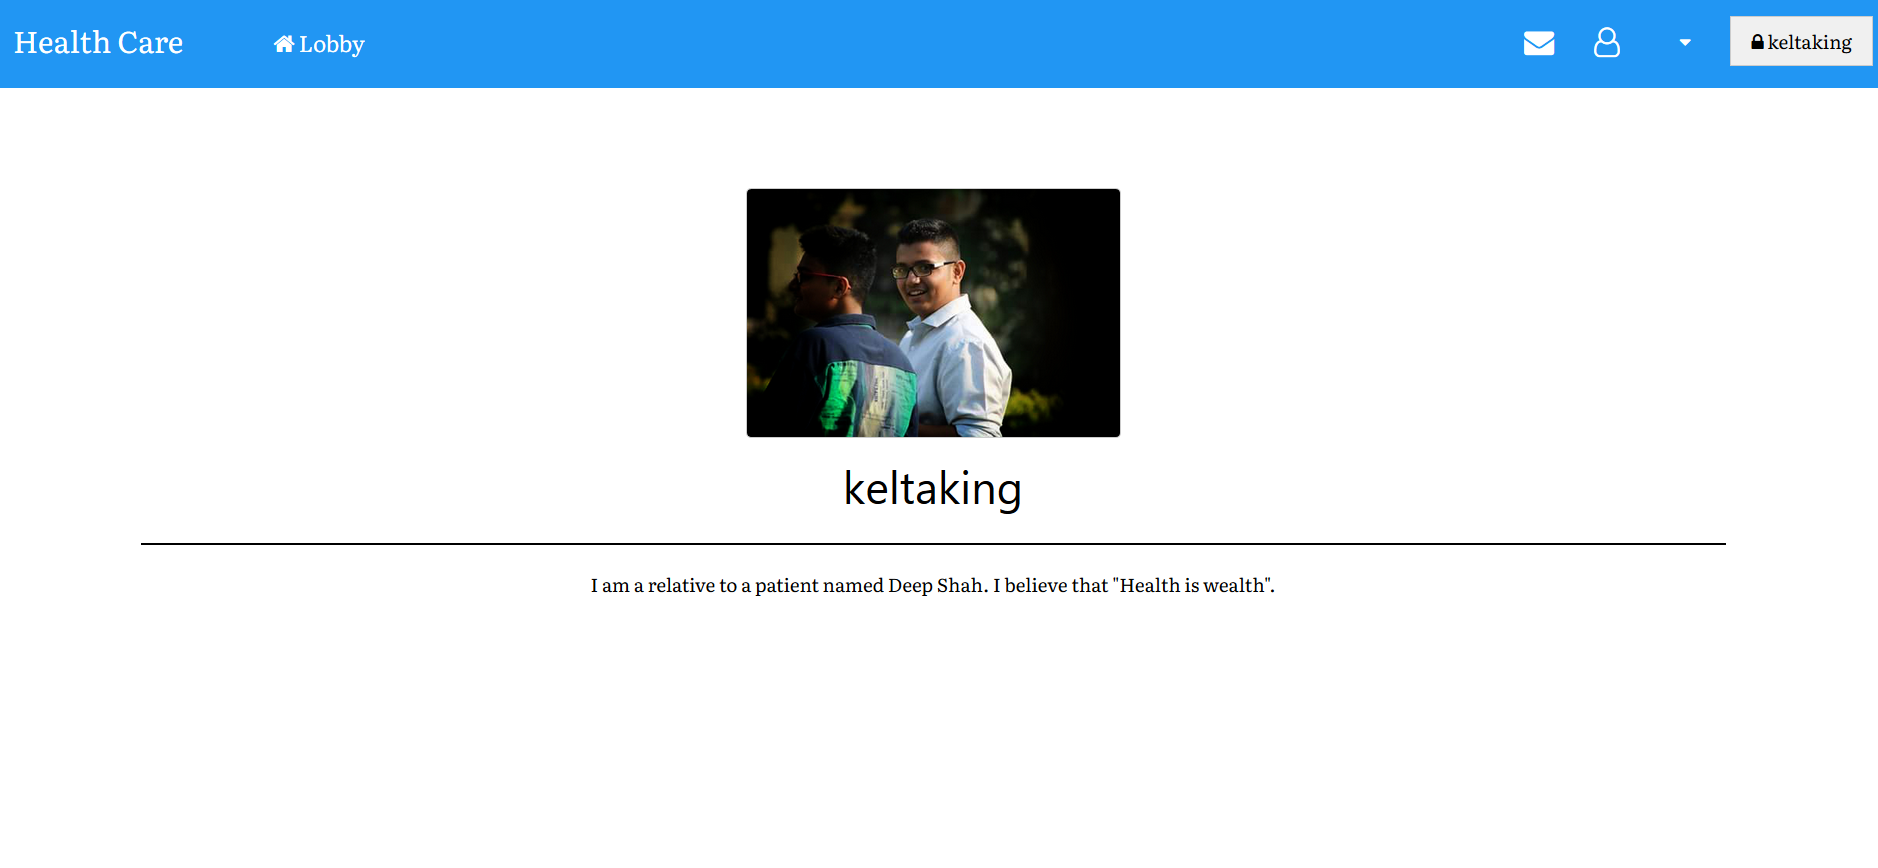 Health Care
Lobby
keltaking
keltaking
I am a relative to a patient named Deep Shah. I believe that "Health is wealth".